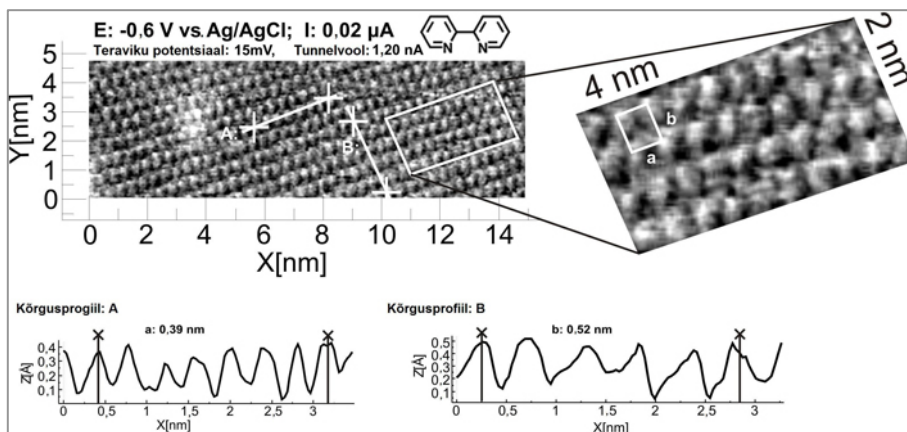 E: -0,6 V vs. Ag/AgCl; I: 0,02 µA
Teraviku potentsiaal: 15mV, Tunnelvool: 1,20 nA
N N
4 nm
2 nm
Y[nm]
5
4
3
2
1
0
A:
B:
b
a
0 2 4 6 8 10 12 14
X[nm]
Kõrgusprogiil: A
a: 0,39 nm
Z[Å]
0,4
0,3
0,2
0,1
0 0,5 1 1,5 2 2,5 3
X[nm]
Kõrgusprofiil: B
b: 0,52 nm
Z[Å]
0,5
0,4
0,3
0,2
0,1
0 0,5 1 1,5 2 2,5 3
X[nm]